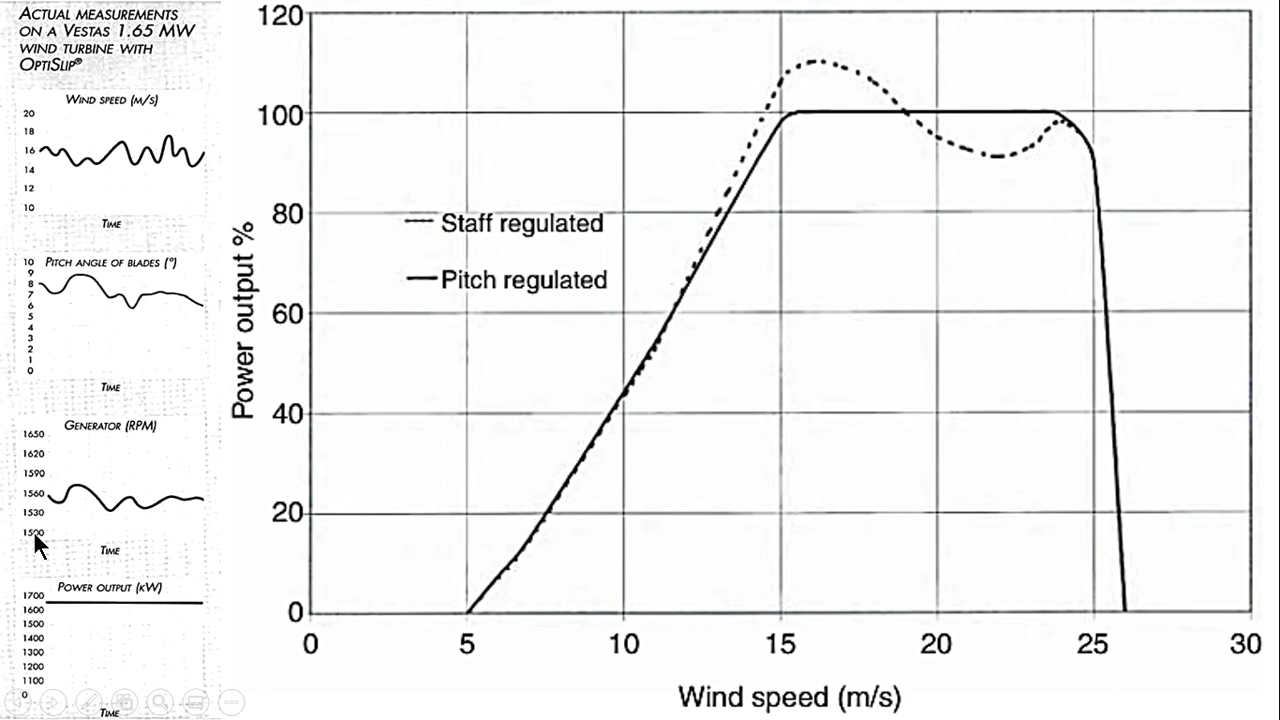 ACTUAL MEASUREMENTS
ON A VESTAS 1.65 MW
WIND TURBINE WITH
OPTISLIP®
WIND SPEED (M/S)
20
18
16
14
12
10
TIME
PITCH ANGLE OF BLADES (°)
10
9
8
7
6
5
4
3
2
1
0
TIME
GENERATOR (RPM)
1650
1620
1590
1560
1530
1500
TIME
POWER OUTPUT (KW)
1700
1600
1500
1400
1300
1200
1100
0
TIME
120
100
80
60
40
20
0
Power output %
Staff regulated
Pitch regulated
0 5 10 15 20 25 30
Wind speed (m/s)